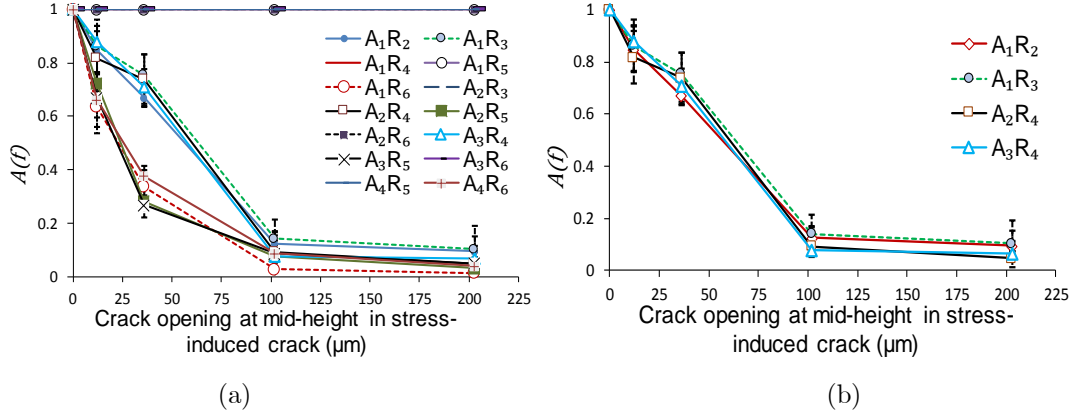 1
0.8
0.6
0.4
0.2
0
A(f)
0 25 50 75 100 125 150 175 200 225
Crack opening at mid-height in stress-
induced crack (μm)
A₁R₂ A₁R₃
A₁R₄ A₁R₅
A₁R₆ A₂R₃
A₂R₄ A₂R₅
A₂R₆ A₃R₄
A₃R₅ A₃R₆
A₄R₅ A₄R₆
(a)
1
0.8
0.6
0.4
0.2
0
A(f)
0 25 50 75 100 125 150 175 200 225
Crack opening at mid-height in stress-
induced crack (μm)
A₁R₂
A₁R₃
A₂R₄
A₃R₄
(b)